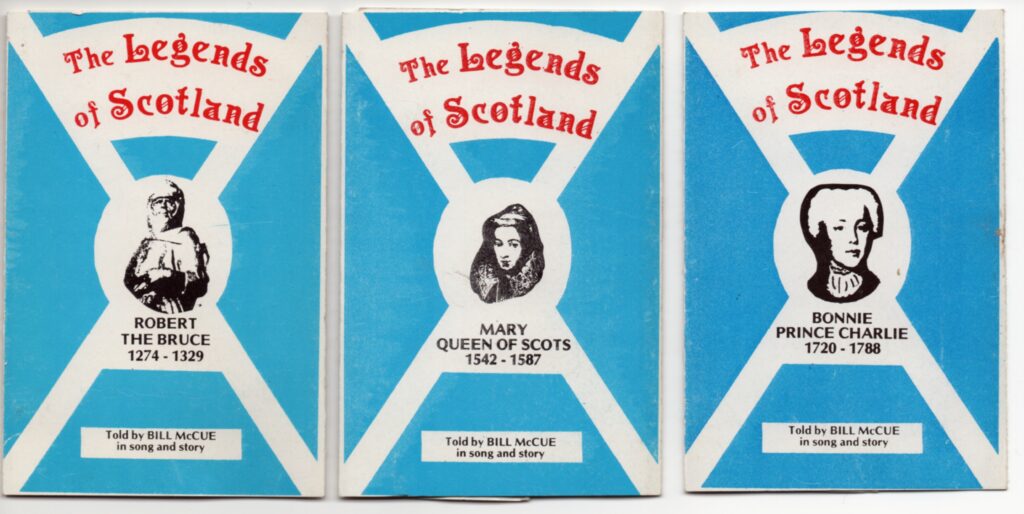 The Legends
of Scotland
ROBERT
THE BRUCE
1274 - 1329
Told by BILL McCUE
in song and story
The Legends
of Scotland
MARY
QUEEN OF SCOTS
1542 - 1587
Told by BILL McCUE
in song and story
The Legends
of Scotland
BONNIE
PRINCE CHARLIE
1720 - 1788
Told by BILL McCUE
in song and story